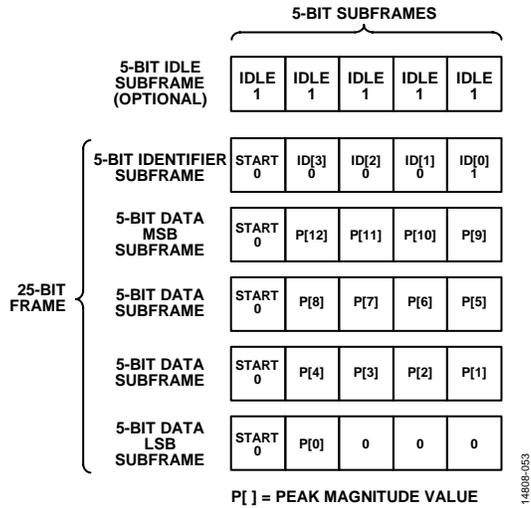 5-BIT SUBFRAMES
5-BIT IDLE
SUBFRAME
(OPTIONAL)
IDLE
1
IDLE
1
IDLE
1
IDLE
1
IDLE
1
25-BIT
FRAME
5-BIT IDENTIFIER
SUBFRAME
START
0
ID[3]
0
ID[2]
0
ID[1]
0
ID[0]
1
5-BIT DATA
MSB
SUBFRAME
START
0
P[12]
P[11]
P[10]
P[9]
5-BIT DATA
SUBFRAME
START
0
P[8]
P[7]
P[6]
P[5]
5-BIT DATA
SUBFRAME
START
0
P[4]
P[3]
P[2]
P[1]
5-BIT DATA
LSB
SUBFRAME
START
0
P[0]
0
0
0
P[ ] = PEAK MAGNITUDE VALUE
14808-053